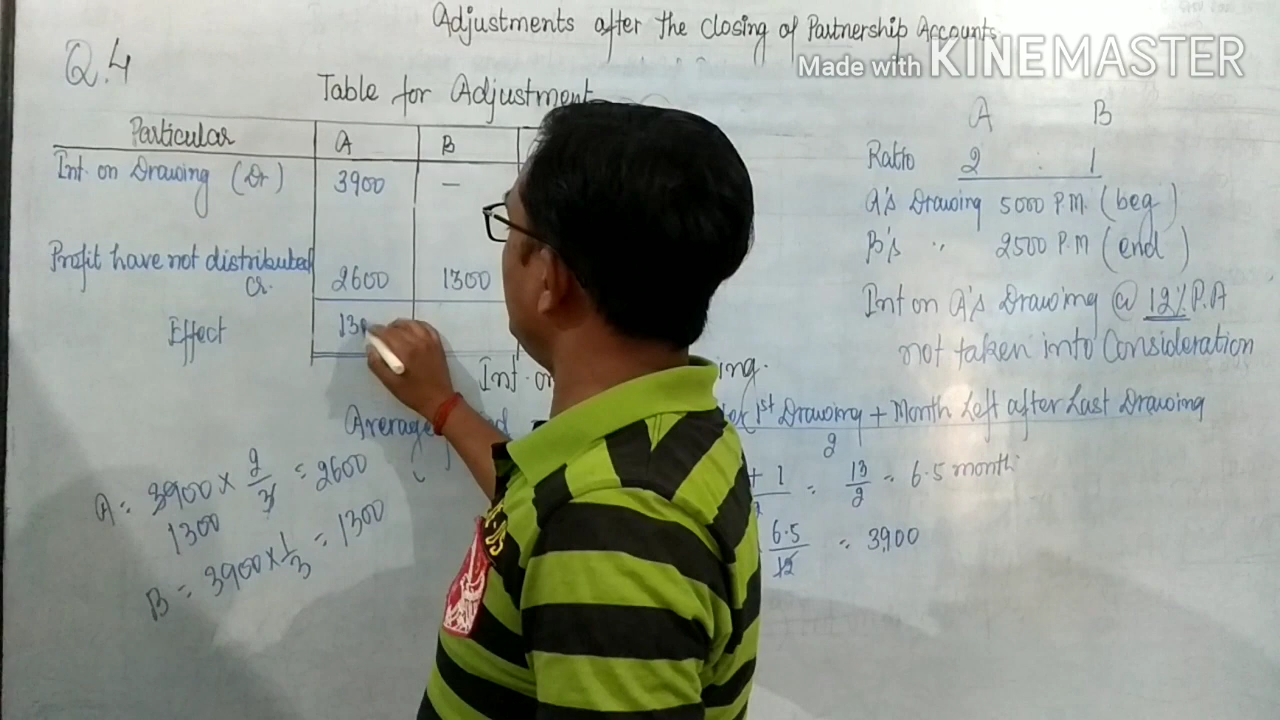 Adjustments after the closing of Partnership Accounts
Made with KINEMASTER
Q.4
Table for Adjustment
Particular A B
Int. on Drawing (Dr) 3900 —
Profit have not distributed Cr. 2600 1300
Effect 130
A B
Ratio 2 : 1
A's Drawing 5000 P.M. (beg)
B's " 2500 P.M (end)
Int on A's Drawing @ 12% P.A
not taken into Consideration
Int. on ing.
Average 1st Drawing + Month Left after Last Drawing
2
+ 1 = 13/2 = 6.5 month
6.5/12 = 3900
A = 3900 × 2/3 = 2600
1300
B = 3900 × 1/3 = 1300